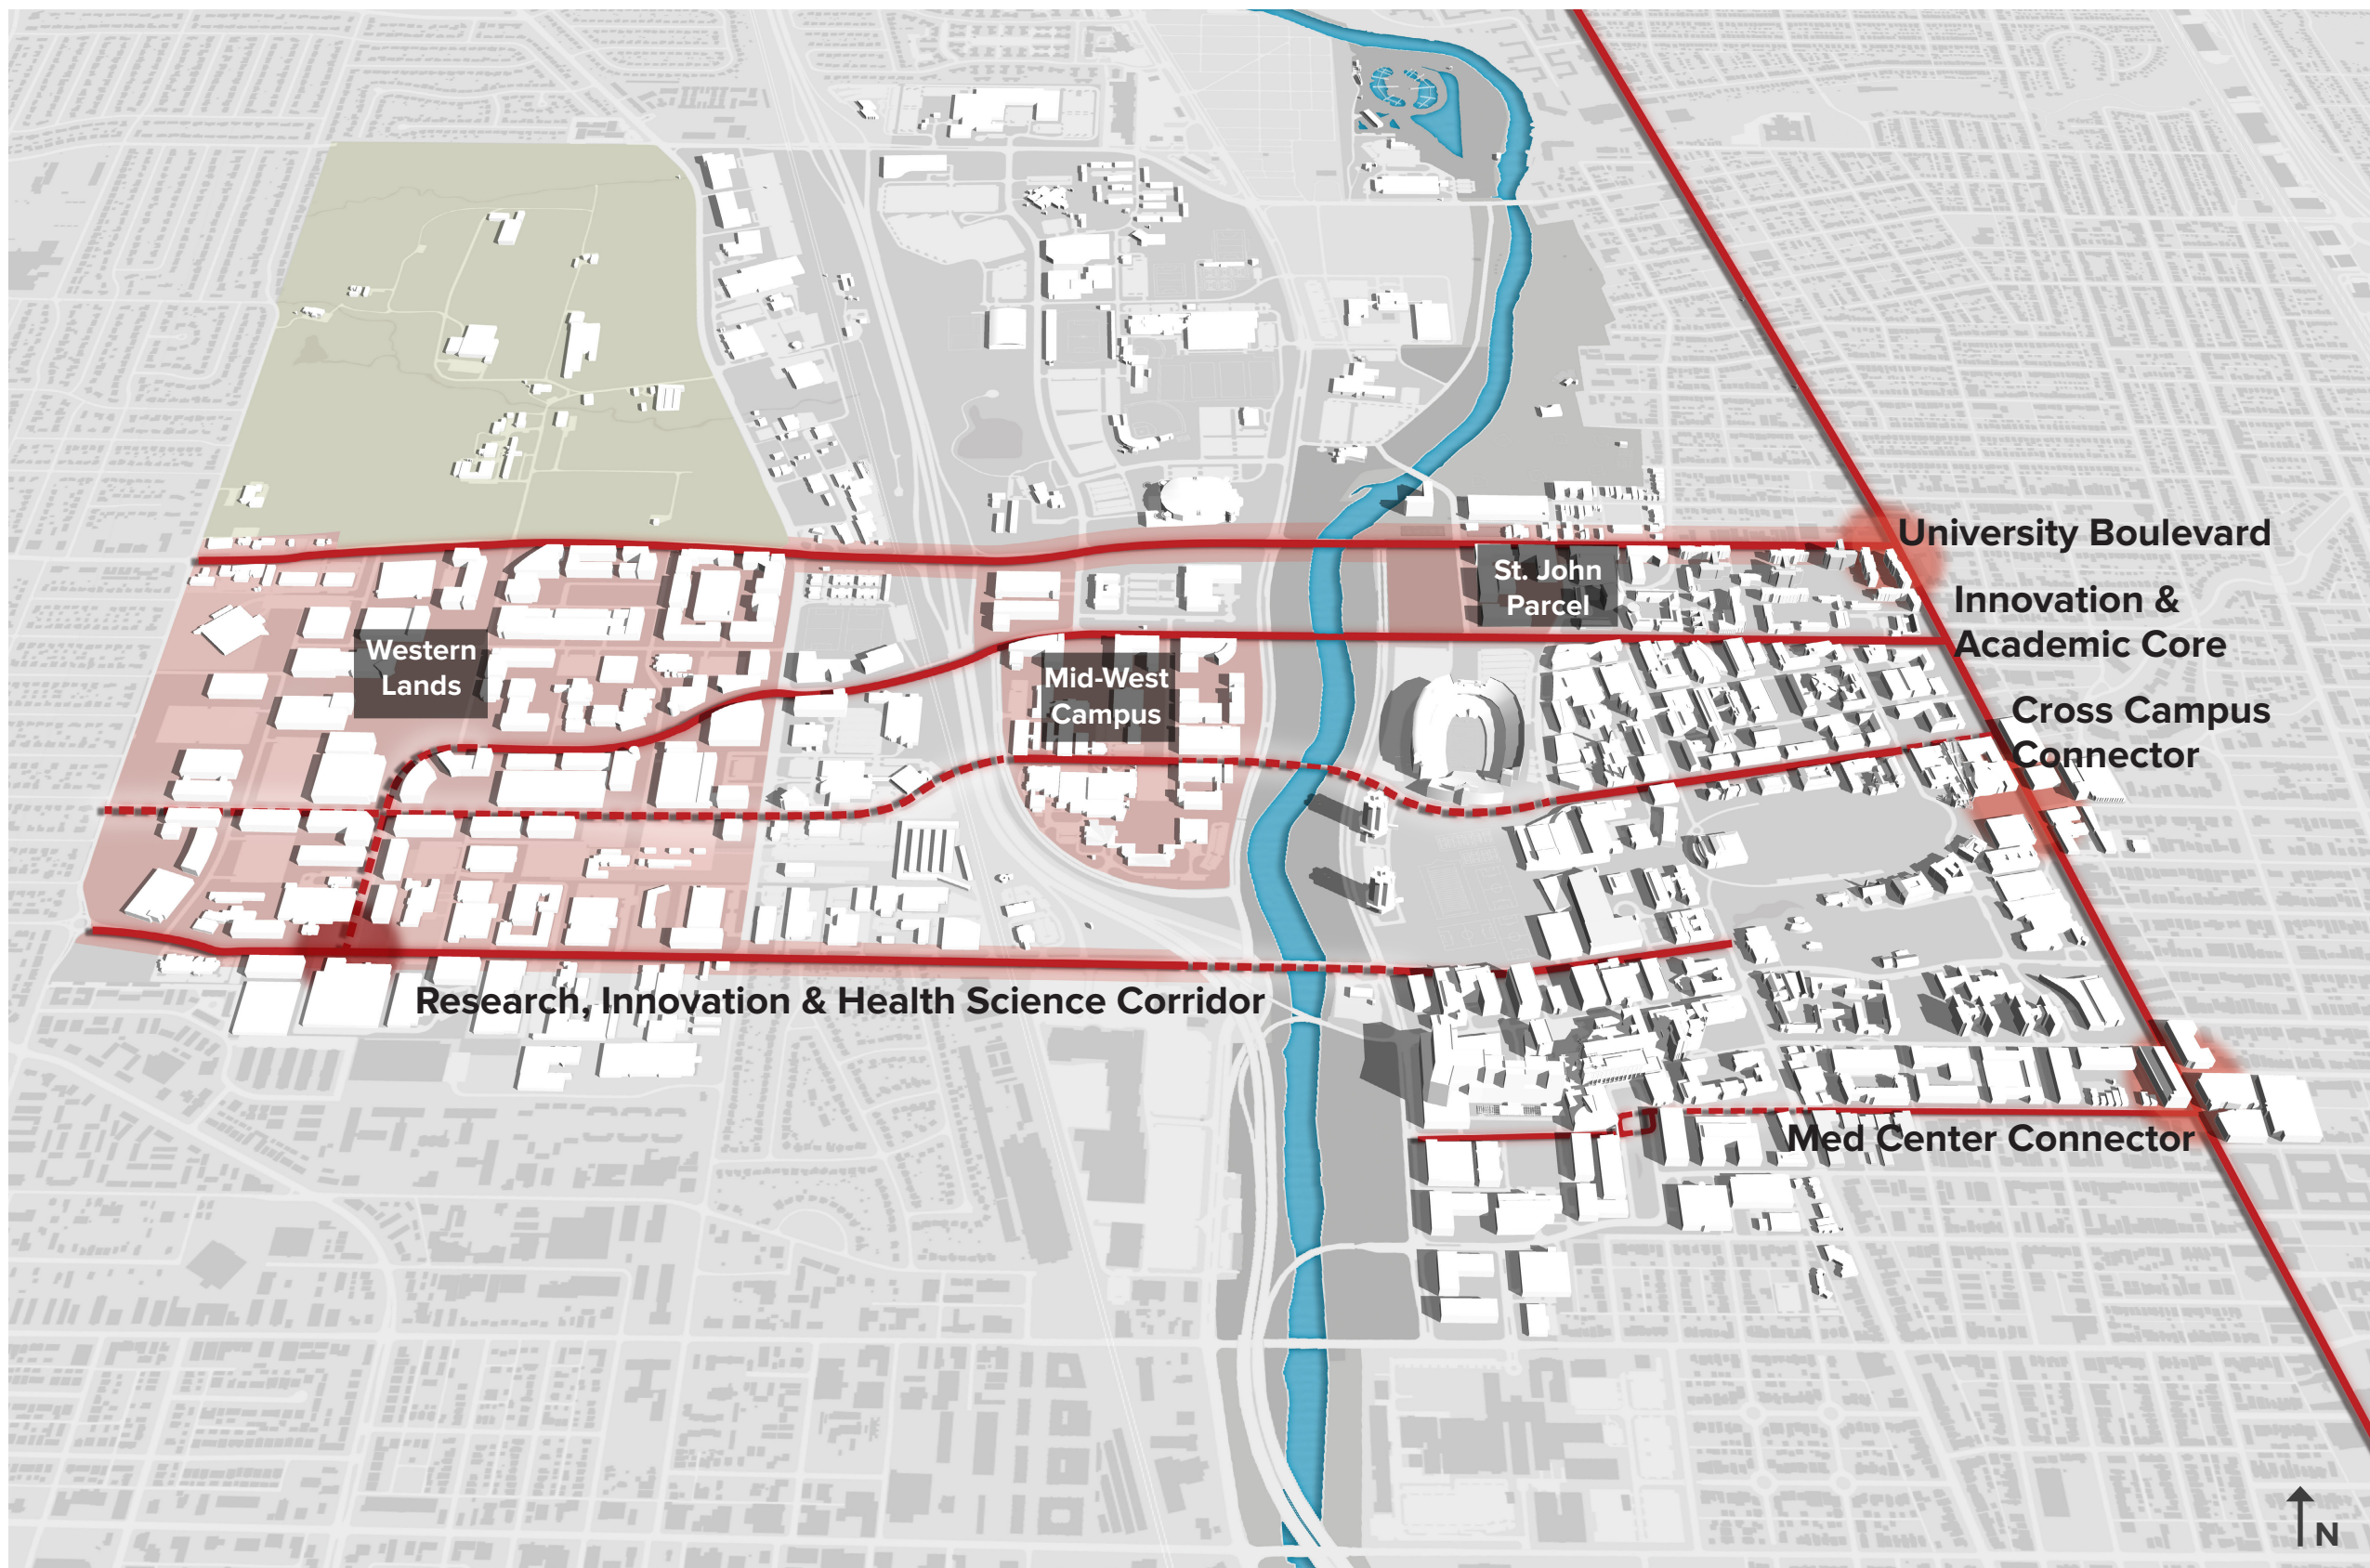 University Boulevard
St. John
Parcel
Innovation &
Academic Core
Western
Lands
Mid-West
Campus
Cross Campus
Connector
Research, Innovation & Health Science Corridor
Med Center Connector
N